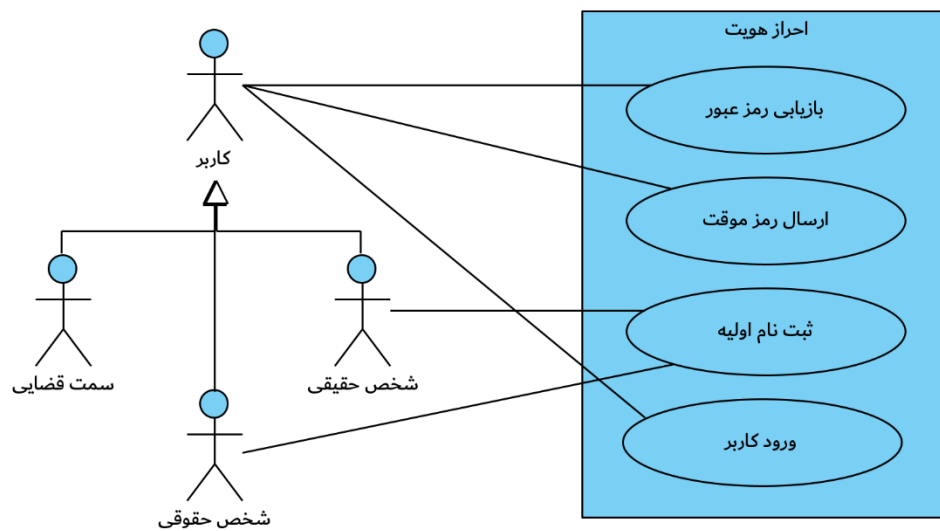 احراز هویت
بازیابی رمز عبور
کاربر
ارسال رمز موقت
ثبت نام اولیه
شخص حقیقی
سمت قضایی
ورود کاربر
شخص حقوقی